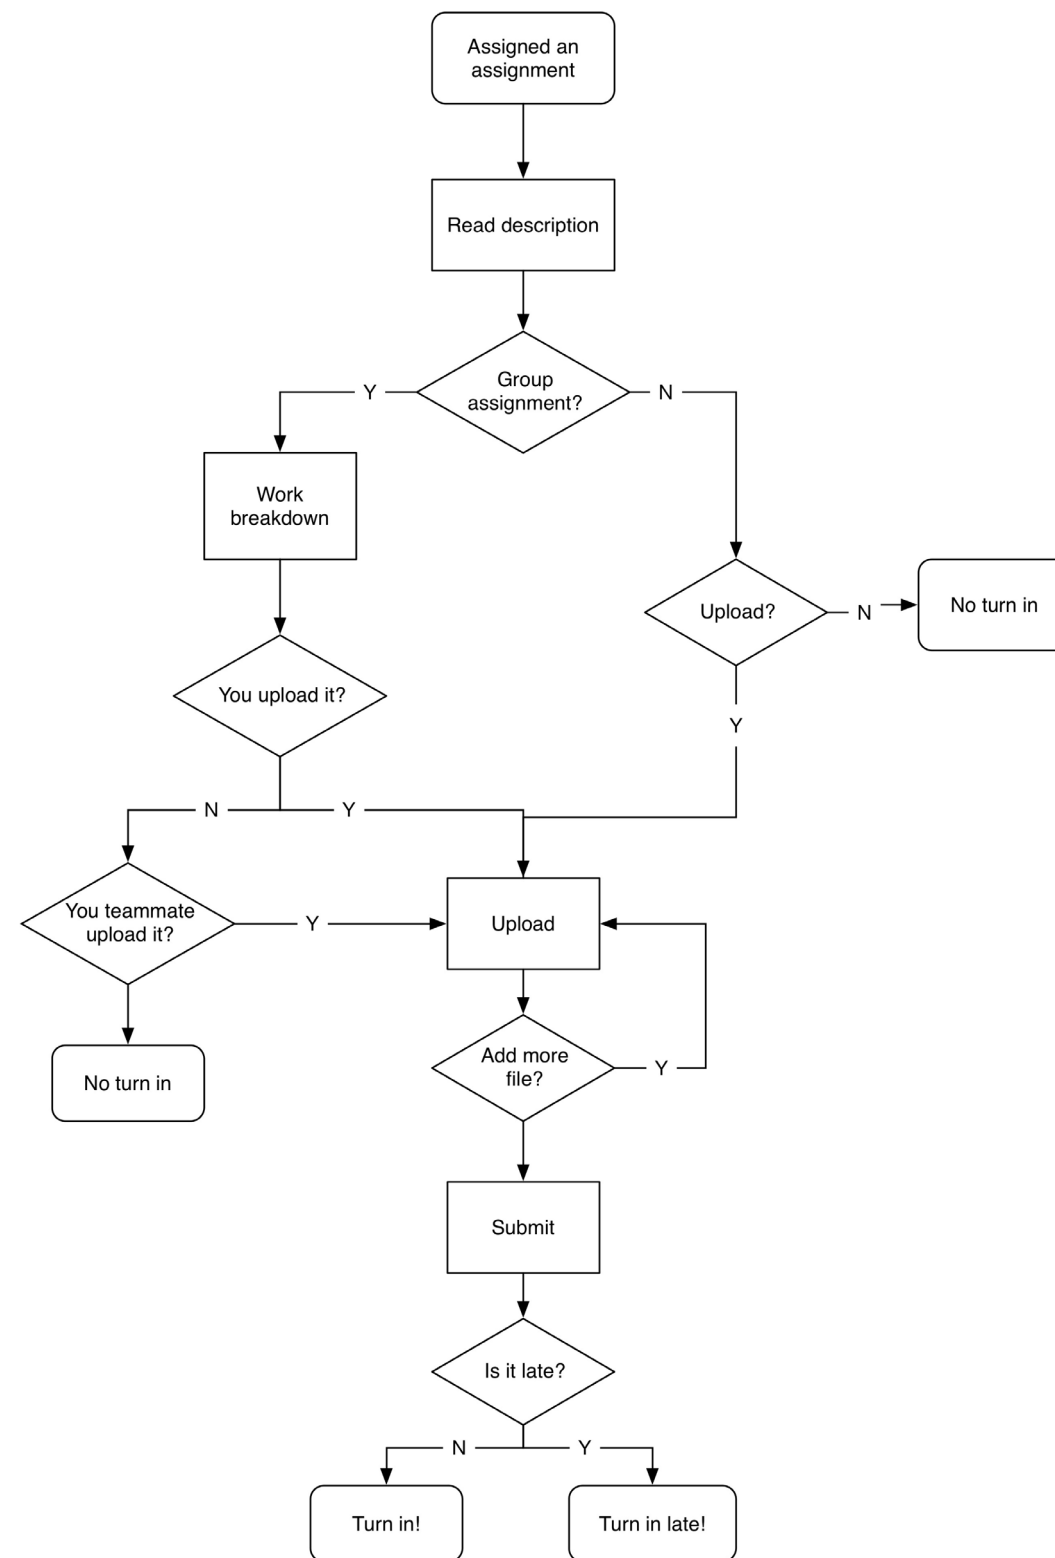 Assigned an
assignment
Read description
Group
assignment?
Y
N
Work
breakdown
Upload?
N
No turn in
You upload it?
Y
N
Y
You teammate
upload it?
Y
Upload
Add more
file?
Y
No turn in
Submit
Is it late?
N
Y
Turn in!
Turn in late!